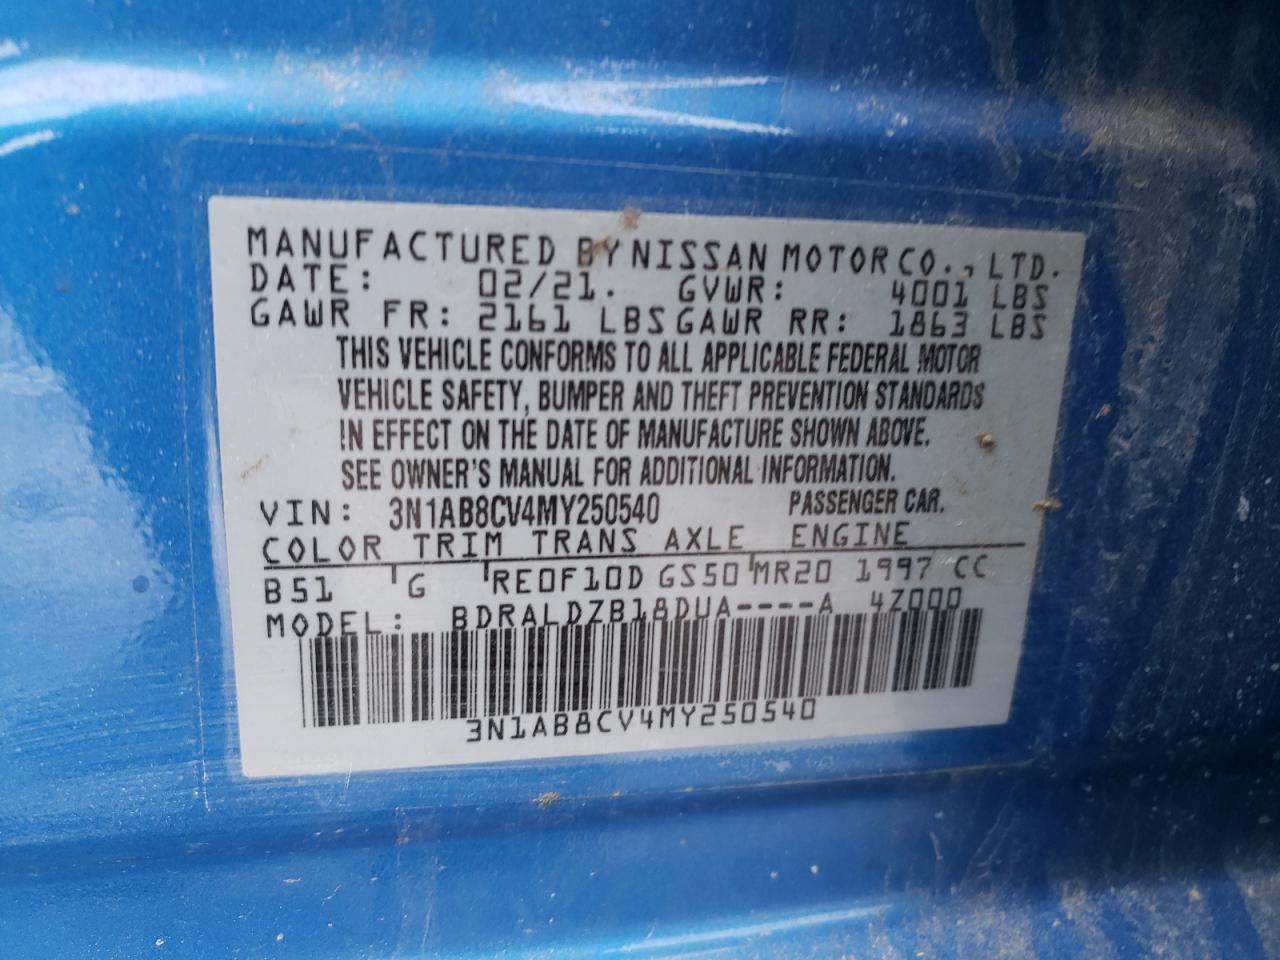 MANUFACTURED BY NISSAN MOTOR CO., LTD.
DATE: 02/21. GVWR: 4001 LBS
GAWR FR: 2161 LBS GAWR RR: 1863 LBS
THIS VEHICLE CONFORMS TO ALL APPLICABLE FEDERAL MOTOR
VEHICLE SAFETY, BUMPER AND THEFT PREVENTION STANDARDS
IN EFFECT ON THE DATE OF MANUFACTURE SHOWN ABOVE.
SEE OWNER'S MANUAL FOR ADDITIONAL INFORMATION.
VIN: 3N1AB8CV4MY250540 PASSENGER CAR.
COLOR TRIM TRANS AXLE ENGINE
B51 G RE0F10D GS50 MR20 1997 CC
MODEL: BDRALDZB18DUA----A 4Z000
3N1AB8CV4MY250540